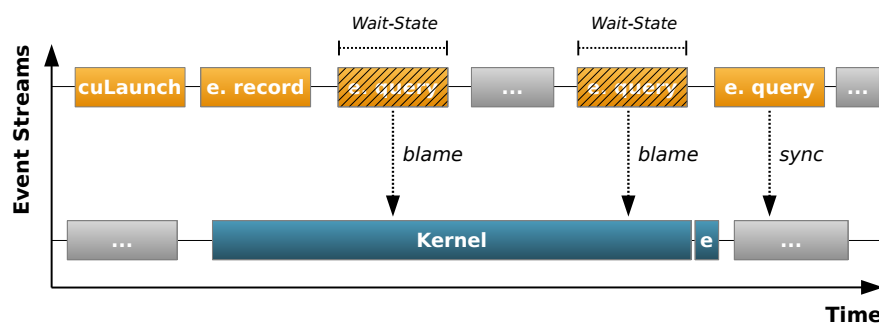 Wait-State Wait-State
Event Streams
cuLaunch e. record e. query ... e. query e. query ...
blame blame sync
... Kernel e ...
Time